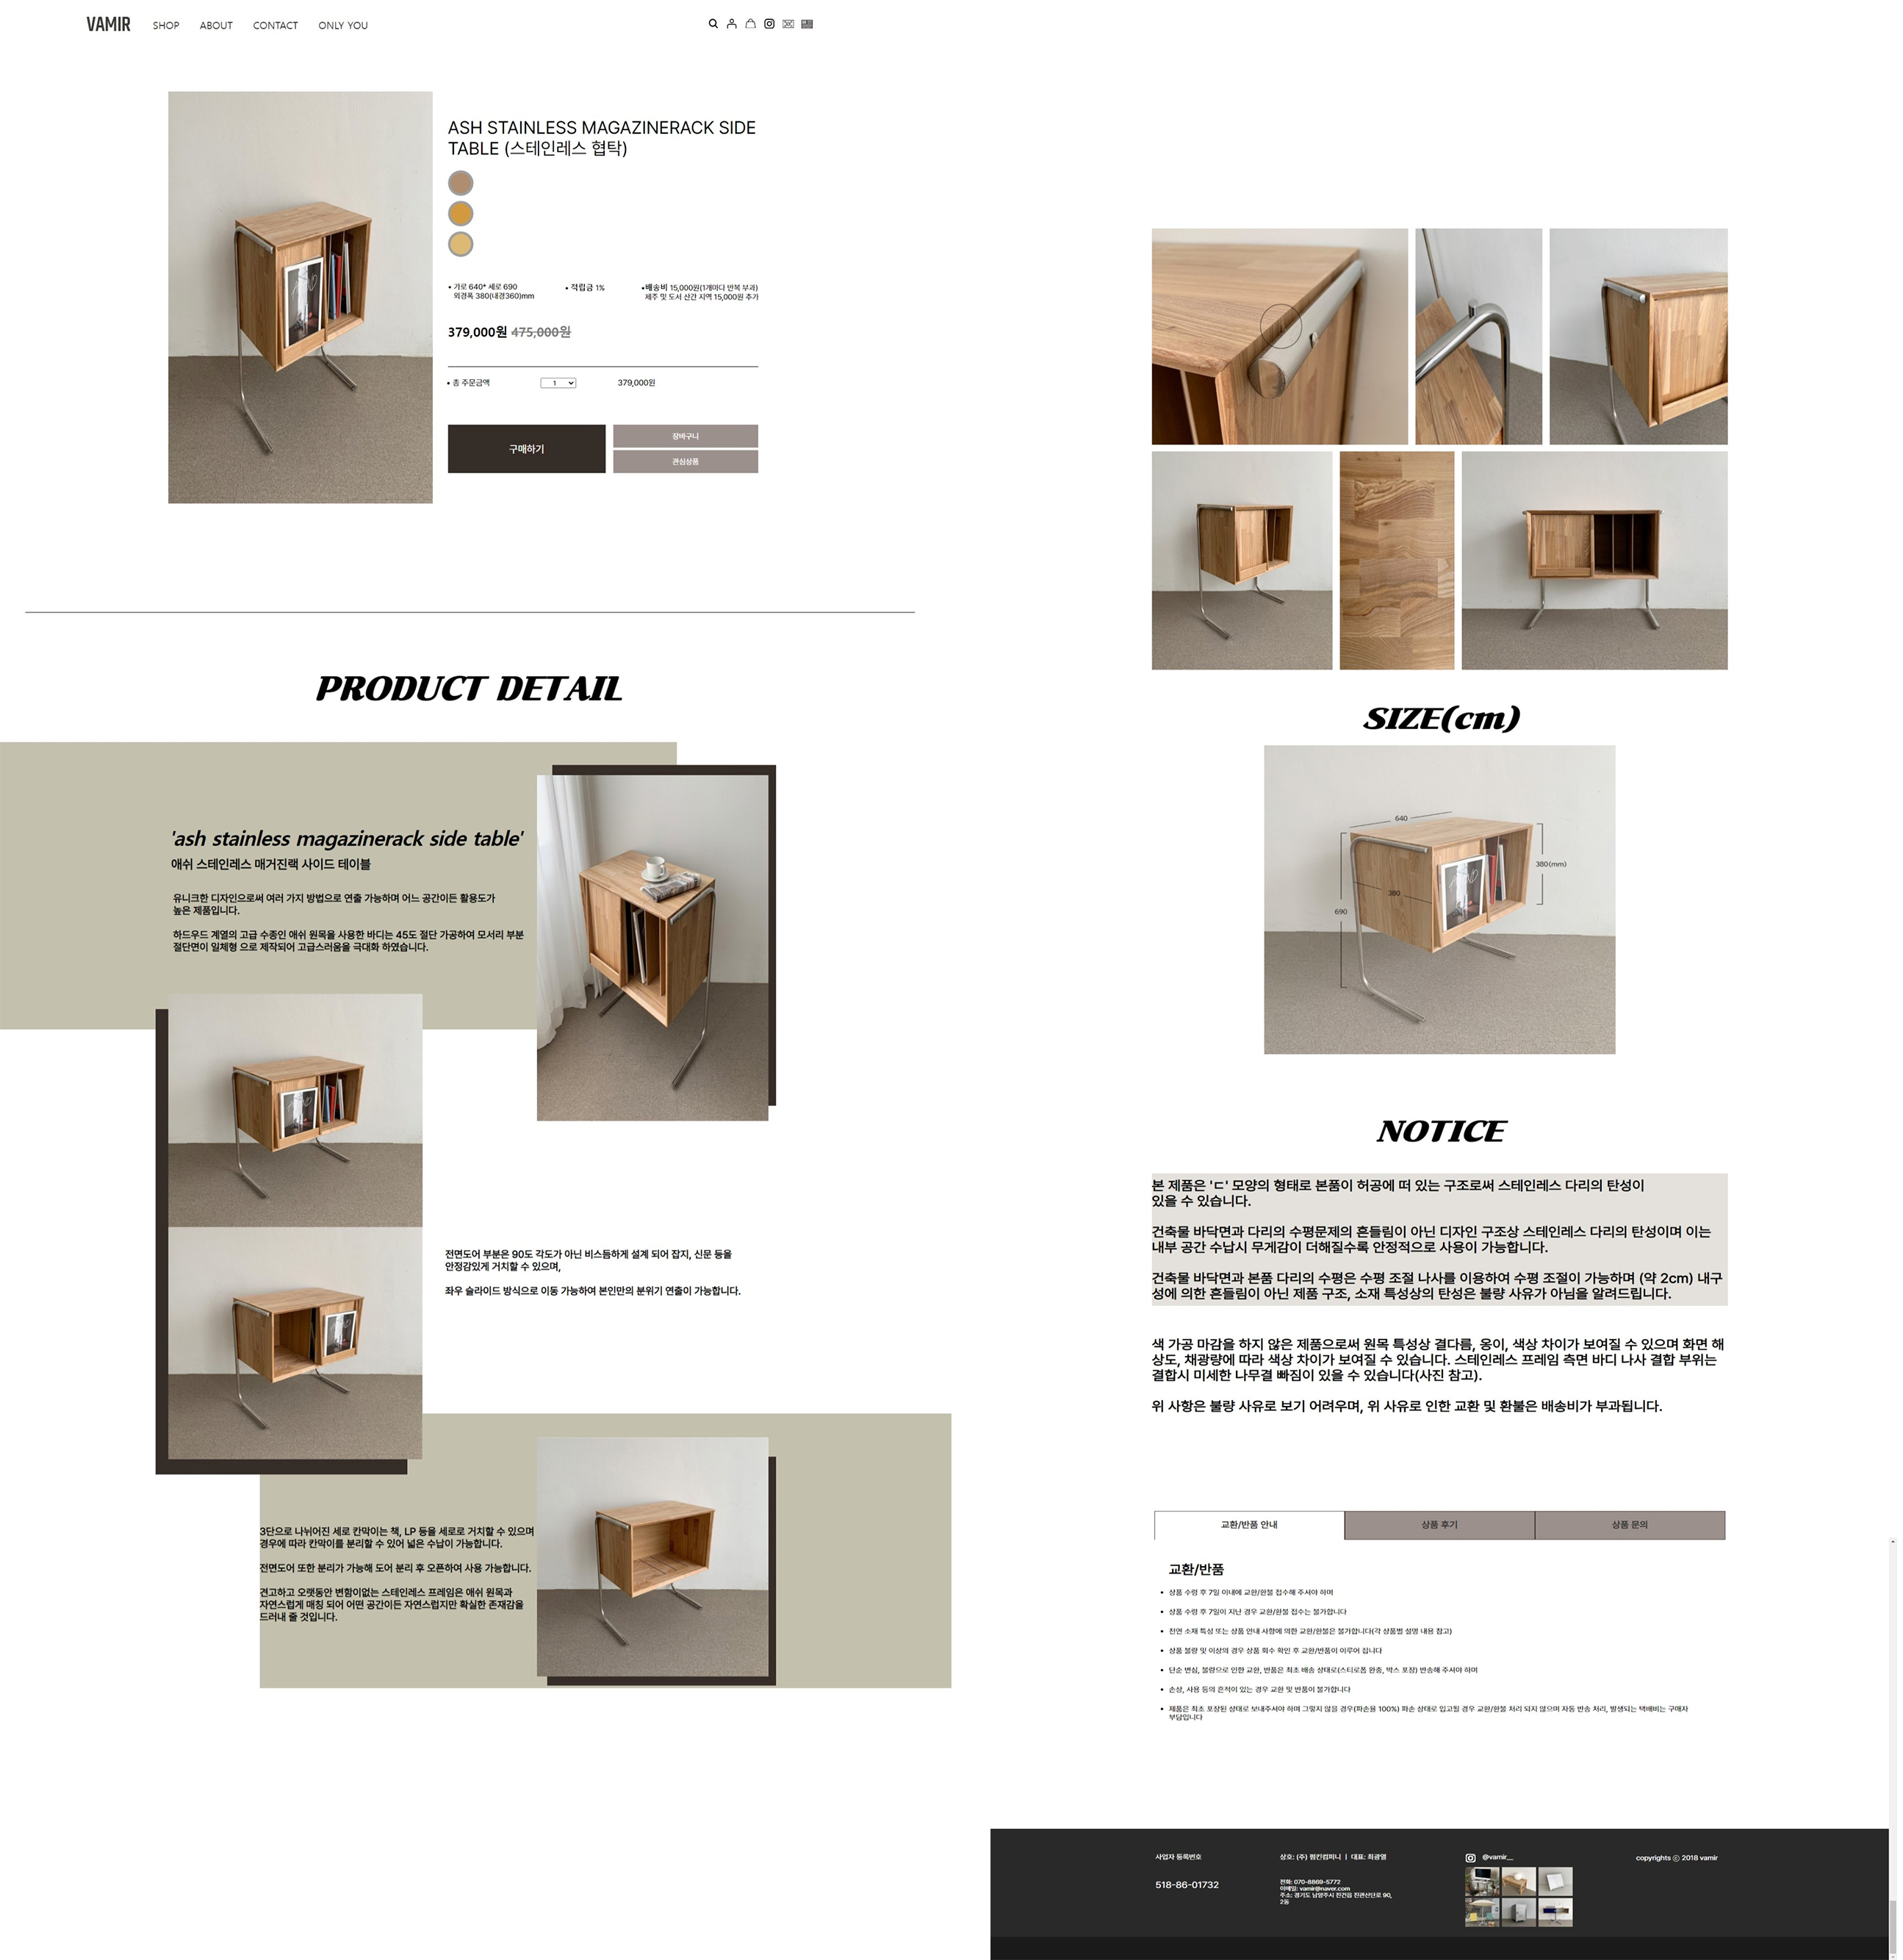 VAMIR
SHOP
ABOUT
CONTACT
ONLY YOU
ASH STAINLESS MAGAZINERACK SIDE
TABLE (스테인레스 협탁)
• 가로 640* 세로 690
외경폭 380(내경360)mm
• 적립금 1%
•배송비 15,000원(1개마다 반복 부과)
제주 및 도서 산간 지역 15,000원 추가
379,000원 475,000원
• 총 주문금액
1
379,000원
구매하기
장바구니
관심상품
PRODUCT DETAIL
'ash stainless magazinerack side table'
애쉬 스테인레스 매거진랙 사이드 테이블
유니크한 디자인으로써 여러 가지 방법으로 연출 가능하며 어느 공간이든 활용도가
높은 제품입니다.
하드우드 계열의 고급 수종인 애쉬 원목을 사용한 바디는 45도 절단 가공하여 모서리 부분
절단면이 일체형 으로 제작되어 고급스러움을 극대화 하였습니다.
전면도어 부분은 90도 각도가 아닌 비스듬하게 설계 되어 잡지, 신문 등을
안정감있게 거치할 수 있으며,
좌우 슬라이드 방식으로 이동 가능하여 본인만의 분위기 연출이 가능합니다.
3단으로 나뉘어진 세로 칸막이는 책, LP 등을 세로로 거치할 수 있으며
경우에 따라 칸막이를 분리할 수 있어 넓은 수납이 가능합니다.
전면도어 또한 분리가 가능해 도어 분리 후 오픈하여 사용 가능합니다.
견고하고 오랫동안 변함이없는 스테인레스 프레임은 애쉬 원목과
자연스럽게 매칭 되어 어떤 공간이든 자연스럽지만 확실한 존재감을
드러내 줄 것입니다.
SIZE(cm)
640
380(mm)
380
690
NOTICE
본 제품은 'ㄷ' 모양의 형태로 본품이 허공에 떠 있는 구조로써 스테인레스 다리의 탄성이
있을 수 있습니다.
건축물 바닥면과 다리의 수평문제의 흔들림이 아닌 디자인 구조상 스테인레스 다리의 탄성이며 이는
내부 공간 수납시 무게감이 더해질수록 안정적으로 사용이 가능합니다.
건축물 바닥면과 본품 다리의 수평은 수평 조절 나사를 이용하여 수평 조절이 가능하며 (약 2cm) 내구
성에 의한 흔들림이 아닌 제품 구조, 소재 특성상의 탄성은 불량 사유가 아님을 알려드립니다.
색 가공 마감을 하지 않은 제품으로써 원목 특성상 결다름, 옹이, 색상 차이가 보여질 수 있으며 화면 해
상도, 채광량에 따라 색상 차이가 보여질 수 있습니다. 스테인레스 프레임 측면 바디 나사 결합 부위는
결합시 미세한 나무결 빠짐이 있을 수 있습니다(사진 참고).
위 사항은 불량 사유로 보기 어려우며, 위 사유로 인한 교환 및 환불은 배송비가 부과됩니다.
교환/반품 안내
상품 후기
상품 문의
교환/반품
• 상품 수령 후 7일 이내에 교환/환불 접수해 주셔야 하며
• 상품 수령 후 7일이 지난 경우 교환/환불 접수는 불가합니다
• 천연 소재 특성 또는 상품 안내 사항에 의한 교환/환불은 불가합니다(각 상품별 설명 내용 참고)
• 상품 불량 및 이상의 경우 상품 회수 확인 후 교환/반품이 이루어 집니다
• 단순 변심, 불량으로 인한 교환, 반품은 최초 배송 상태로(스티로폼 완충, 박스 포장) 반송해 주셔야 하며
• 손상, 사용 등의 흔적이 있는 경우 교환 및 반품이 불가합니다
• 제품은 최초 포장된 상태로 보내주셔야 하며 그렇지 않을 경우(파손율 100%) 파손 상태로 입고될 경우 교환/환불 처리 되지 않으며 자동 반송 처리, 발생되는 택배비는 구매자
부담입니다
사업자 등록번호
518-86-01732
상호: (주) 펌킨컴퍼니 | 대표: 최광열
전화: 070-8869-5772
이메일: vamir@naver.com
주소: 경기도 남양주시 진건읍 진관산단로 90,
2동
@vamir__
copyrights ⓒ 2018 vamir